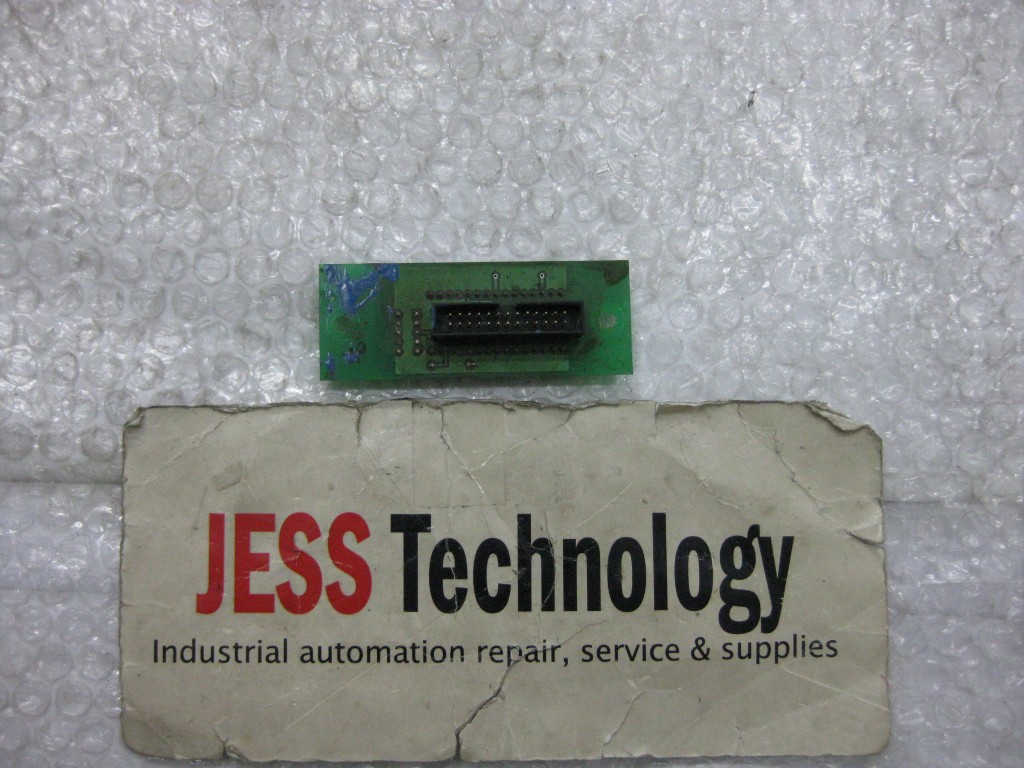 JESS Technology
Industrial automation repair, service & supplies